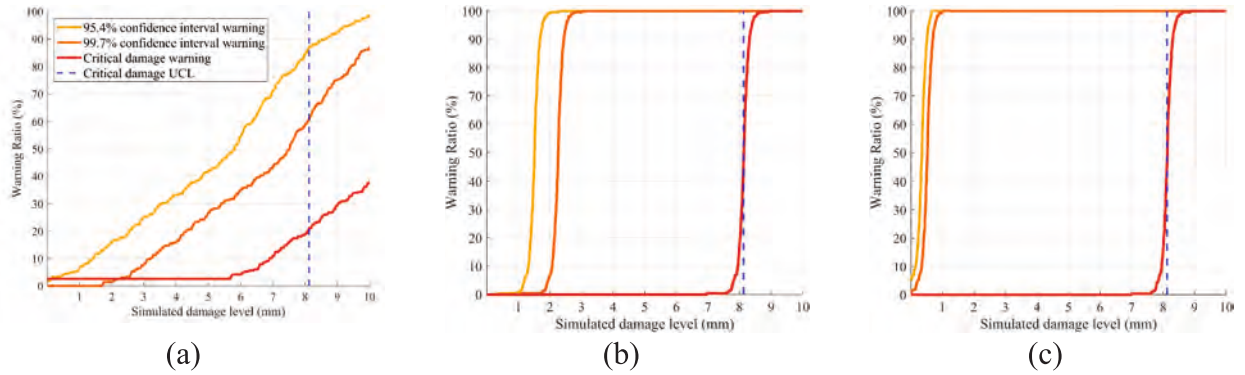 95.4% confidence interval warning
99.7% confidence interval warning
Critical damage warning
Critical damage UCL
100
90
80
70
60
50
40
30
20
10
0
Warning Ratio (%)
1 2 3 4 5 6 7 8 9 10
Simulated damage level (mm)
(a)
100
90
80
70
60
50
40
30
20
10
0
Warning Ratio (%)
1 2 3 4 5 6 7 8 9 10
Simulated damage level (mm)
(b)
100
90
80
70
60
50
40
30
20
10
0
Warning Ratio (%)
1 2 3 4 5 6 7 8 9 10
Simulated damage level (mm)
(c)